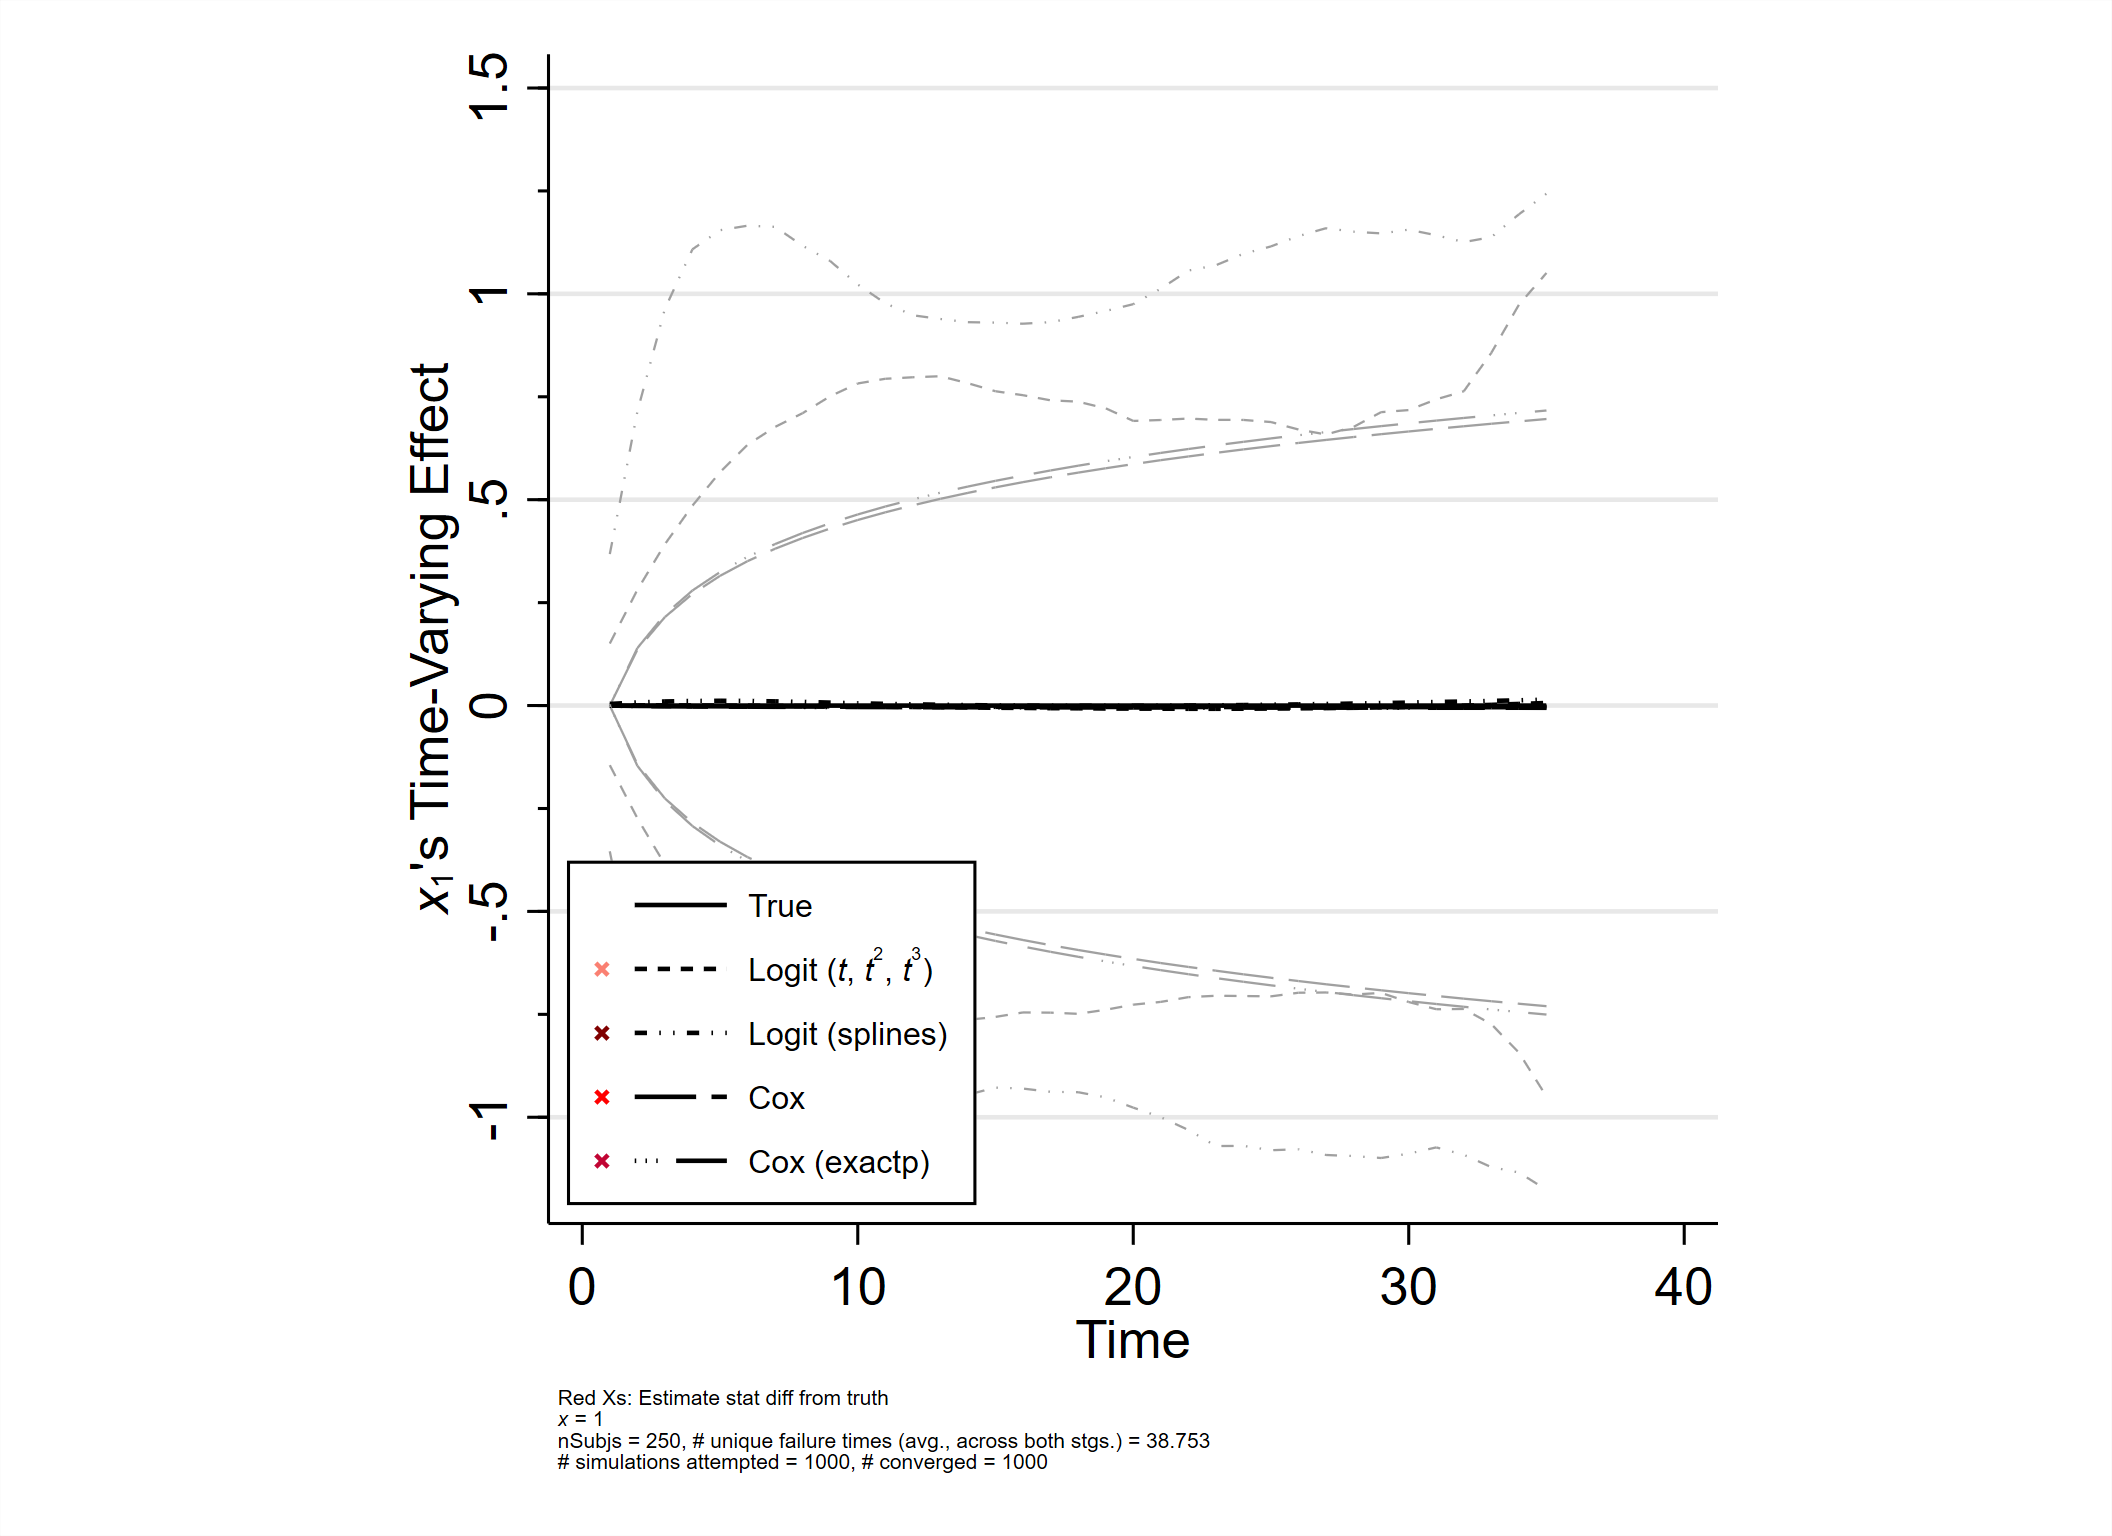 1.5
1
.5
0
-.5
-1
x₁'s Time-Varying Effect
True
Logit (t, t², t³)
Logit (splines)
Cox
Cox (exactp)
0 10 20 30 40
Time
Red Xs: Estimate stat diff from truth
x = 1
nSubjs = 250, # unique failure times (avg., across both stgs.) = 38.753
# simulations attempted = 1000, # converged = 1000